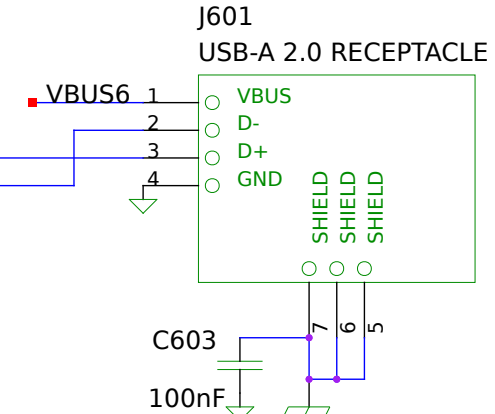 J601
USB-A 2.0 RECEPTACLE
VBUS6 1 VBUS
2 D-
3 D+
4 GND
SHIELD SHIELD SHIELD
7 6 5
C603
100nF